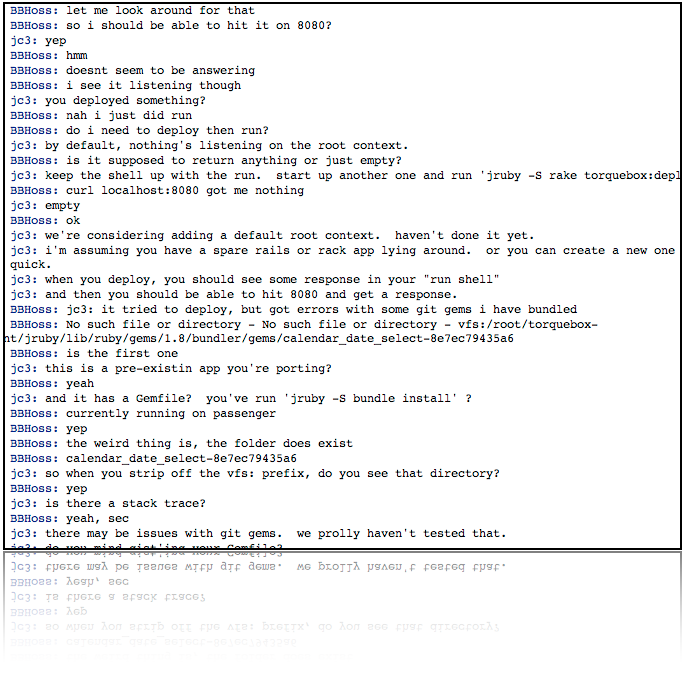 BBHoss: let me look around for that
BBHoss: so i should be able to hit it on 8080?
jc3: yep
BBHoss: hmm
BBHoss: doesnt seem to be answering
BBHoss: i see it listening though
jc3: you deployed something?
BBHoss: nah i just did run
BBHoss: do i need to deploy then run?
jc3: by default, nothing's listening on the root context.
BBHoss: is it supposed to return anything or just empty?
jc3: keep the shell up with the run.  start up another one and run 'jruby -S rake torquebox:depl
BBHoss: curl localhost:8080 got me nothing
jc3: empty
BBHoss: ok
jc3: we're considering adding a default root context.  haven't done it yet.
jc3: i'm assuming you have a spare rails or rack app lying around.  or you can create a new one
quick.
jc3: when you deploy, you should see some response in your "run shell"
jc3: and then you should be able to hit 8080 and get a response.
BBHoss: jc3: it tried to deploy, but got errors with some git gems i have bundled
BBHoss: No such file or directory - No such file or directory - vfs:/root/torquebox-
nt/jruby/lib/ruby/gems/1.8/bundler/gems/calendar_date_select-8e7ec79435a6
BBHoss: is the first one
jc3: this is a pre-existin app you're porting?
BBHoss: yeah
jc3: and it has a Gemfile?  you've run 'jruby -S bundle install' ?
BBHoss: currently running on passenger
BBHoss: yep
BBHoss: the weird thing is, the folder does exist
BBHoss: calendar_date_select-8e7ec79435a6
jc3: so when you strip off the vfs: prefix, do you see that directory?
BBHoss: yep
jc3: is there a stack trace?
BBHoss: yeah, sec
jc3: there may be issues with git gems.  we prolly haven't tested that.
jc3: do you mind gist'ing your Gemfile?